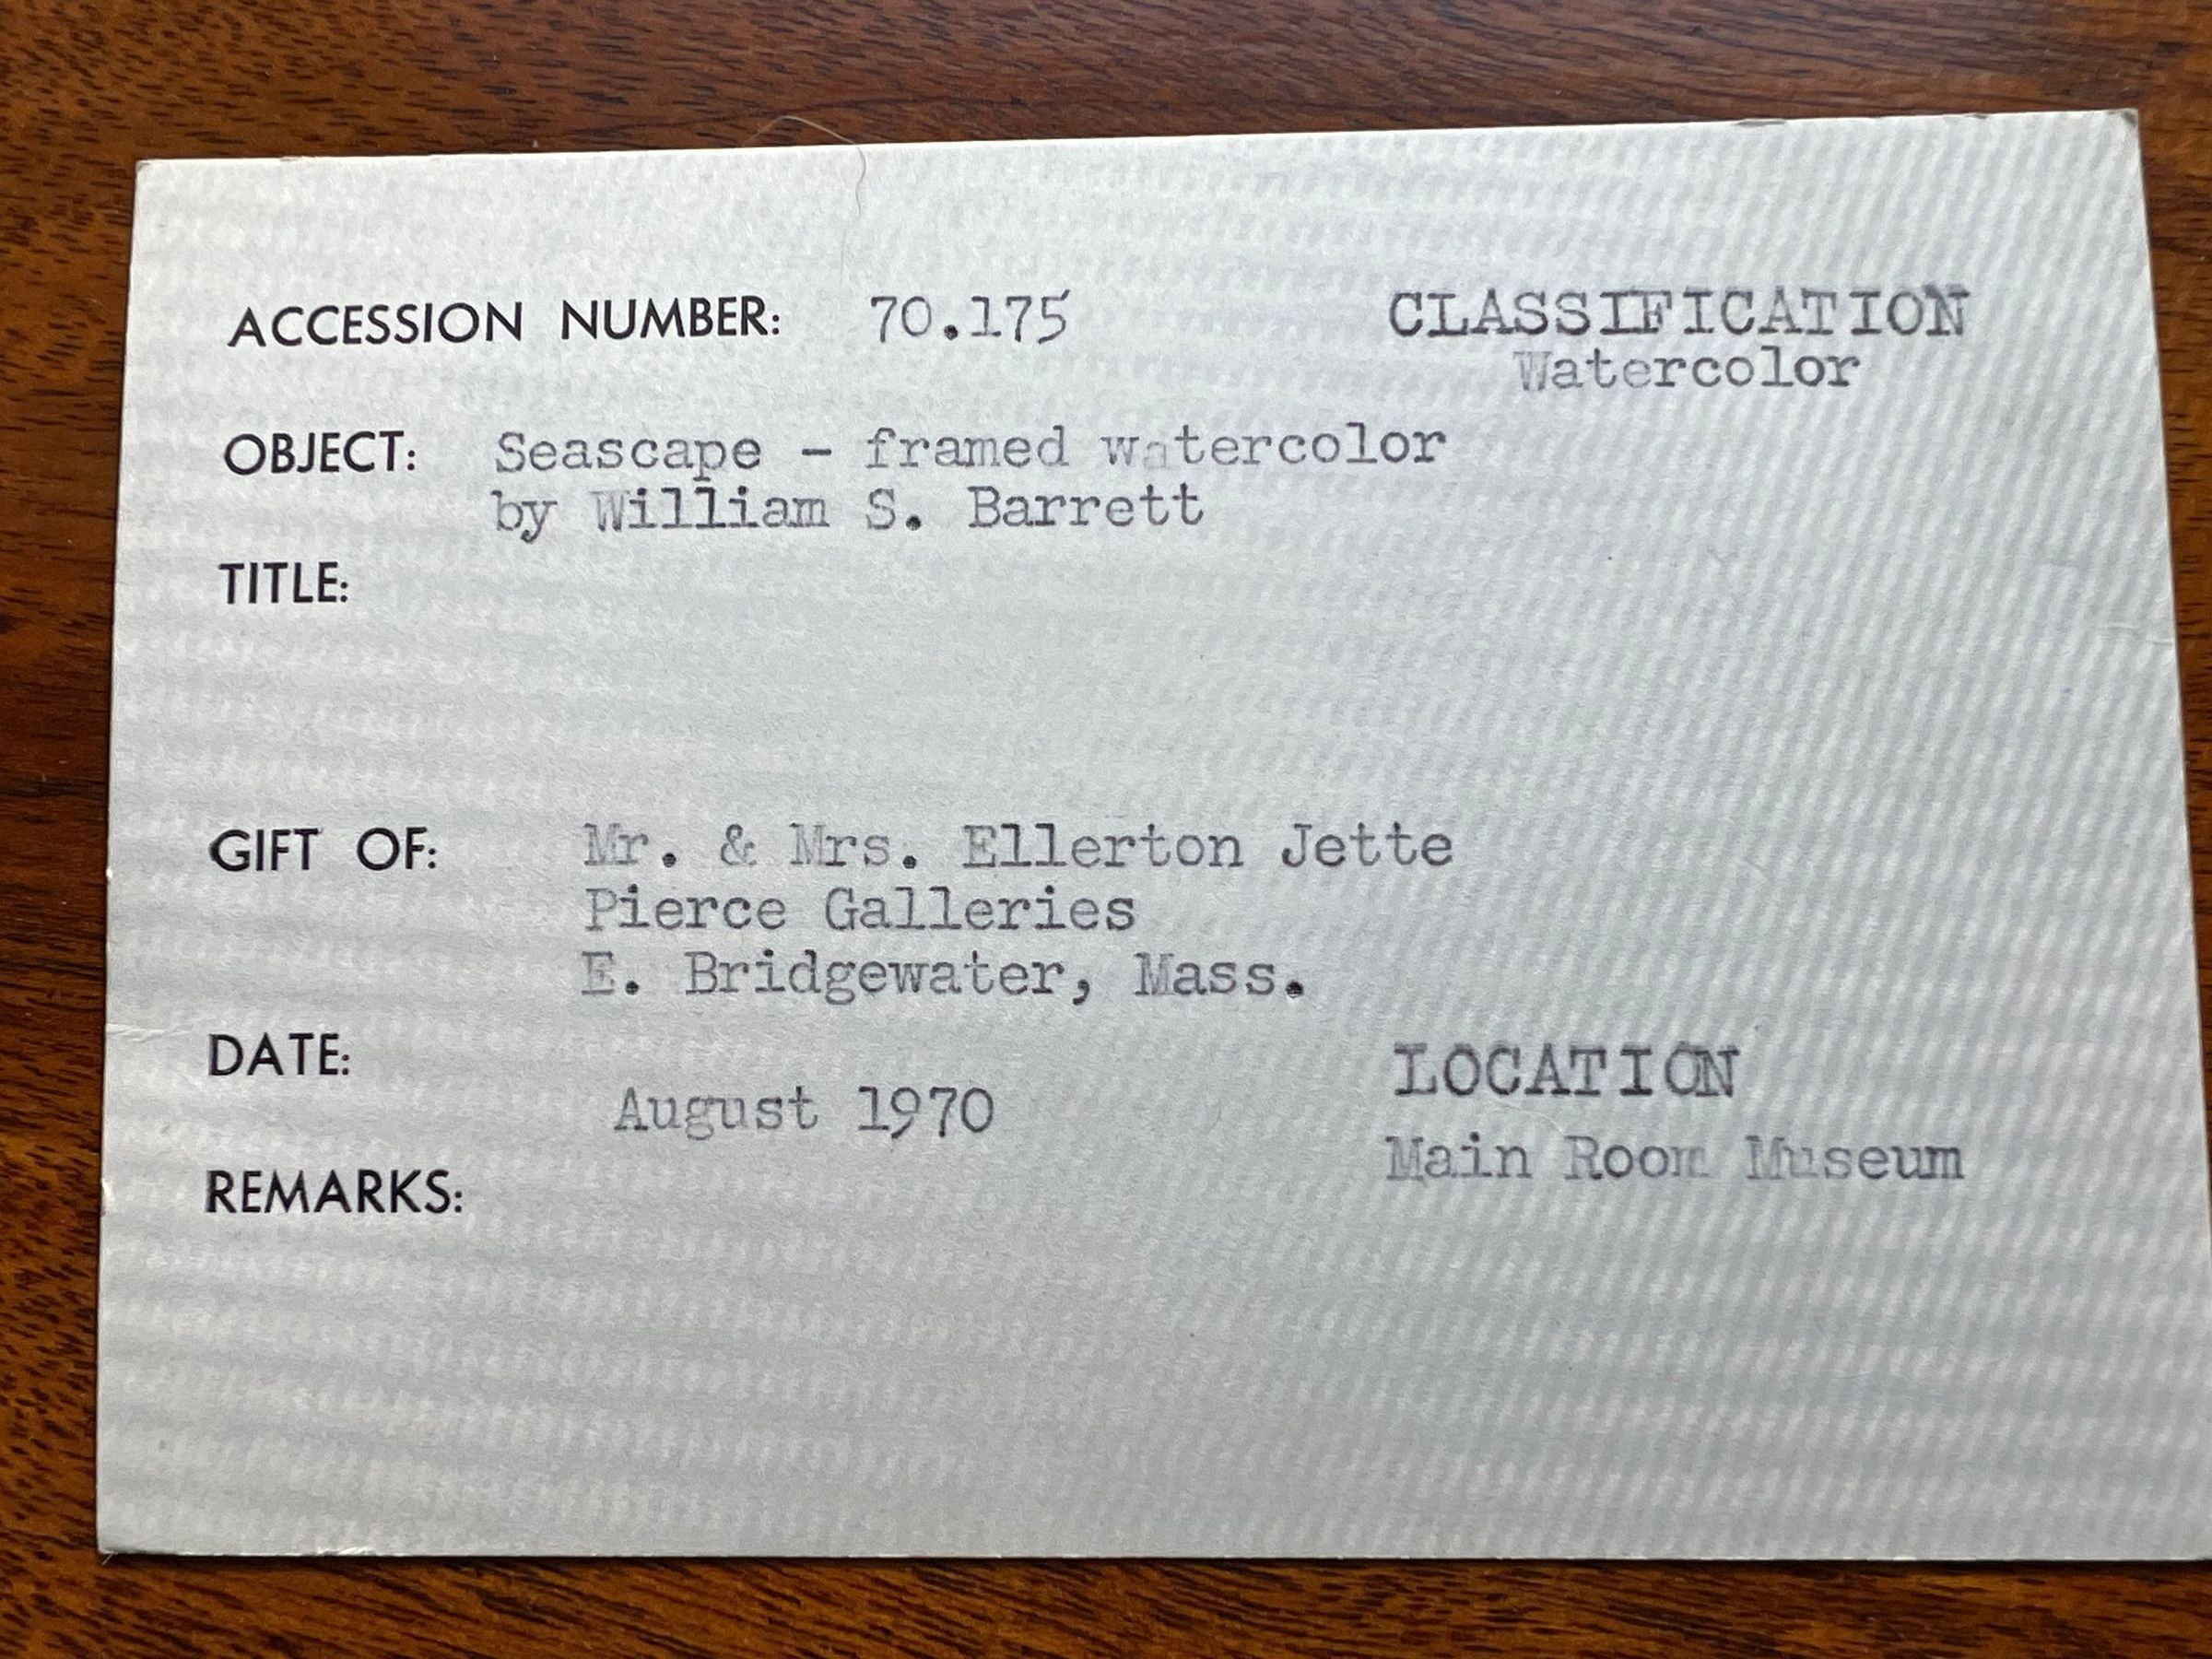 ACCESSION NUMBER: 70.175 CLASSIFICATION
Watercolor
OBJECT: Seascape - framed watercolor
by William S. Barrett
TITLE:
GIFT OF: Mr. & Mrs. Ellerton Jette
Pierce Galleries
E. Bridgewater, Mass.
DATE: LOCATION
August 1970
Main Room Museum
REMARKS: